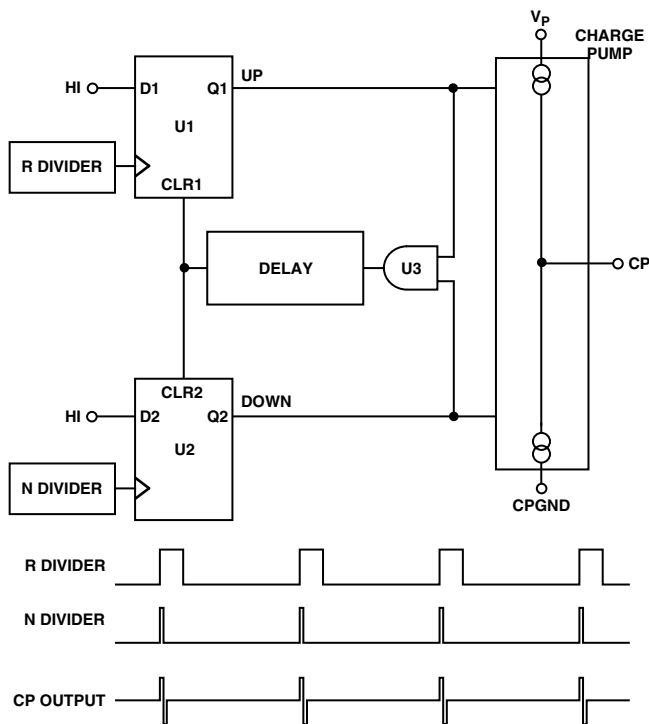 VP
CHARGE
PUMP
HI
D1
Q1
UP
U1
R DIVIDER
CLR1
DELAY
U3
CP
CLR2
HI
D2
Q2
DOWN
U2
N DIVIDER
CPGND
R DIVIDER
N DIVIDER
CP OUTPUT